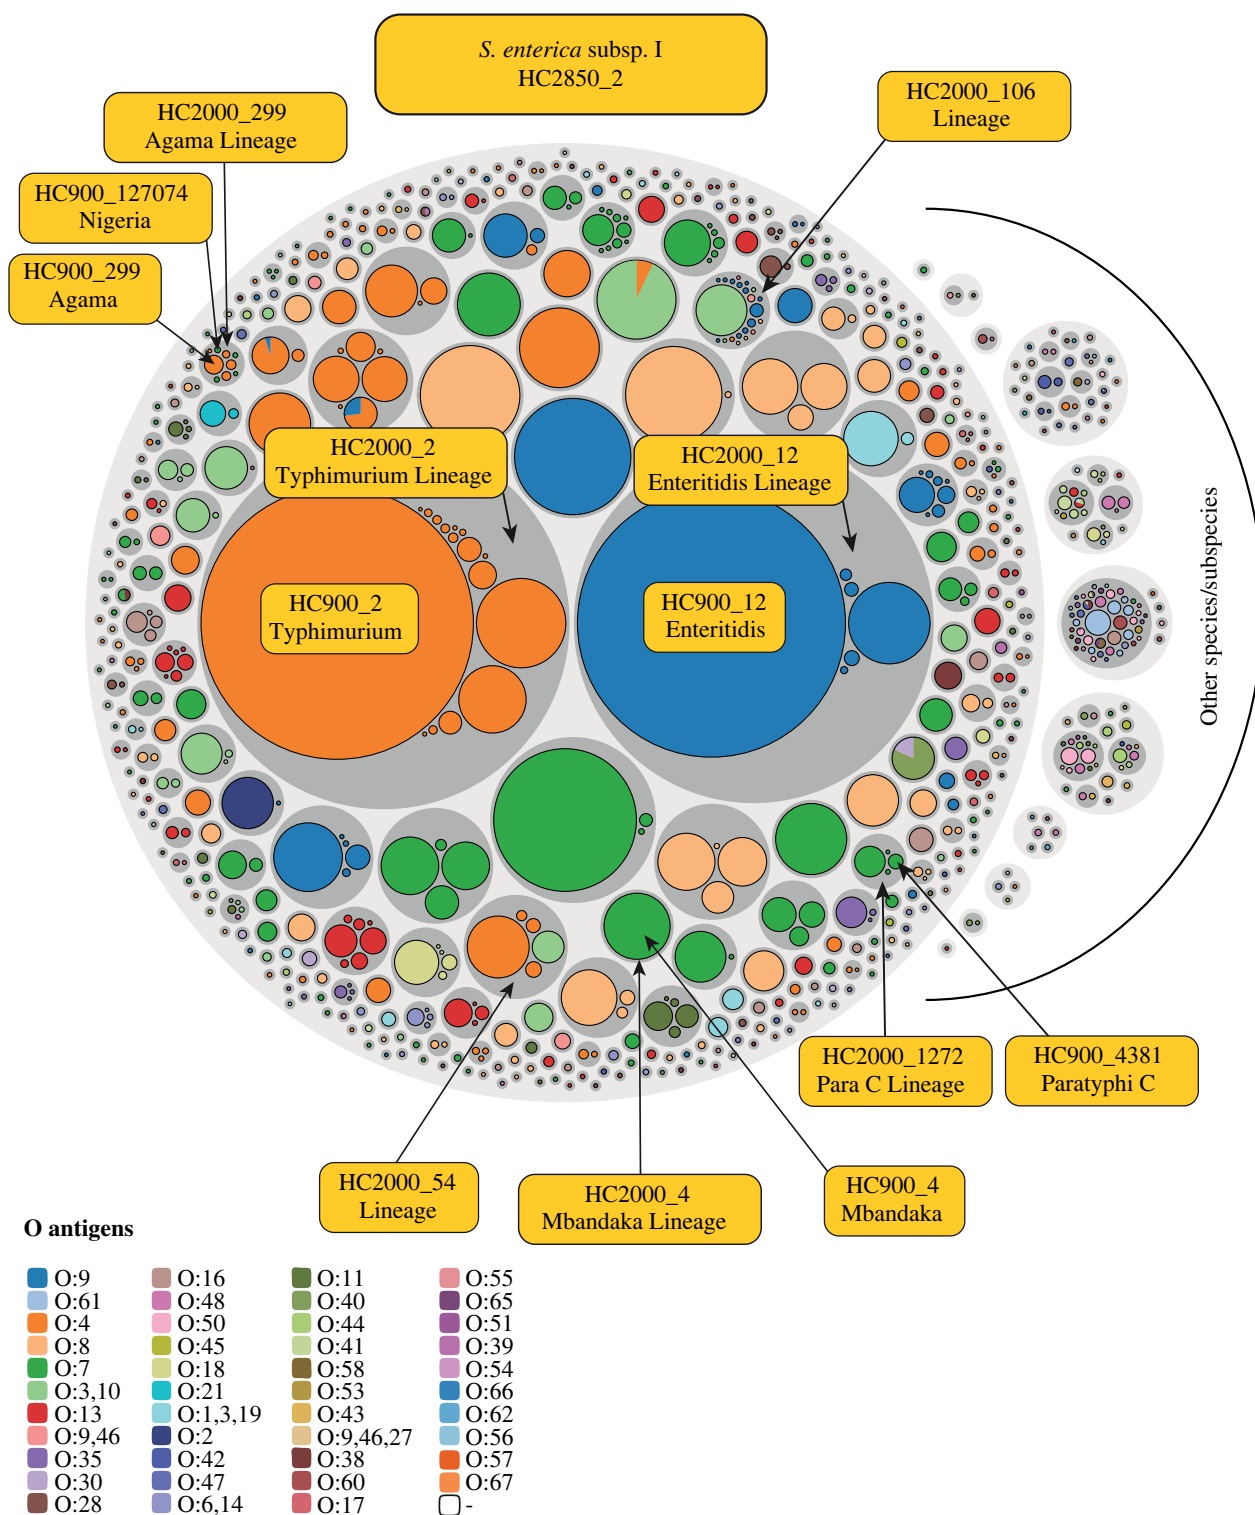 S. enterica subsp. I
HC2850_2
HC2000_106
Lineage
HC2000_299
Agama Lineage
HC900_127074
Nigeria
HC900_299
Agama
HC2000_2
Typhimurium Lineage
HC2000_12
Enteritidis Lineage
HC900_2
Typhimurium
HC900_12
Enteritidis
Other species/subspecies
HC2000_1272
Para C Lineage
HC900_4381
Paratyphi C
HC2000_54
Lineage
HC2000_4
Mbandaka Lineage
HC900_4
Mbandaka
O antigens
O:9
O:61
O:4
O:8
O:7
O:3,10
O:13
O:9,46
O:35
O:30
O:28
O:16
O:48
O:50
O:45
O:18
O:21
O:1,3,19
O:2
O:42
O:47
O:6,14
O:11
O:40
O:44
O:41
O:58
O:53
O:43
O:9,46,27
O:38
O:60
O:17
O:55
O:65
O:51
O:39
O:54
O:66
O:62
O:56
O:57
O:67
-